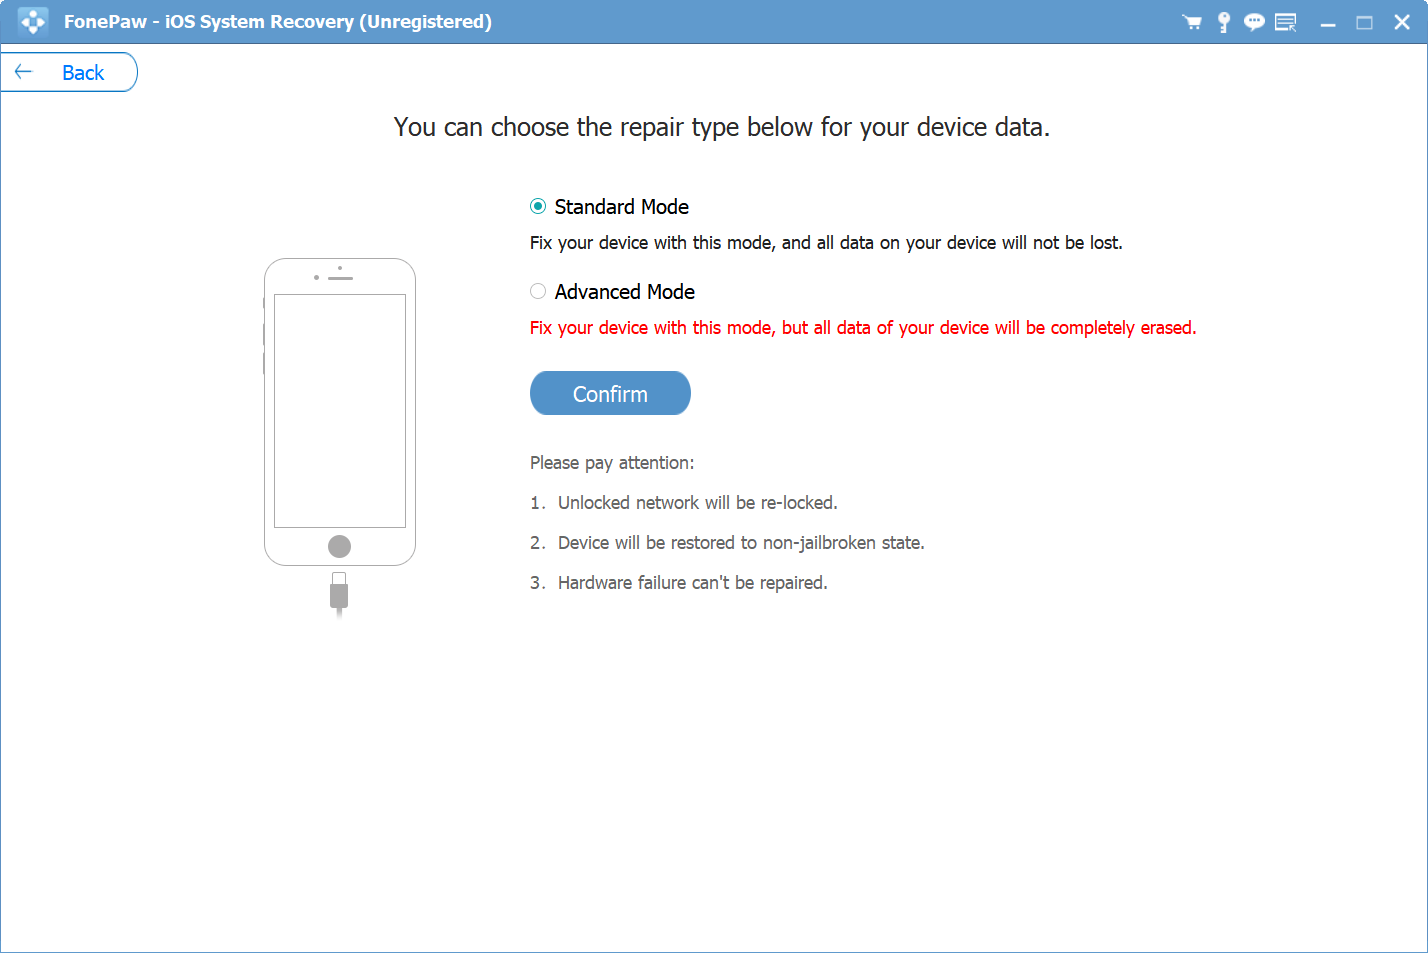 FonePaw - iOS System Recovery (Unregistered)
Back
You can choose the repair type below for your device data.
Standard Mode
Fix your device with this mode, and all data on your device will not be lost.
Advanced Mode
Fix your device with this mode, but all data of your device will be completely erased.
Confirm
Please pay attention:
1. Unlocked network will be re-locked.
2. Device will be restored to non-jailbroken state.
3. Hardware failure can't be repaired.